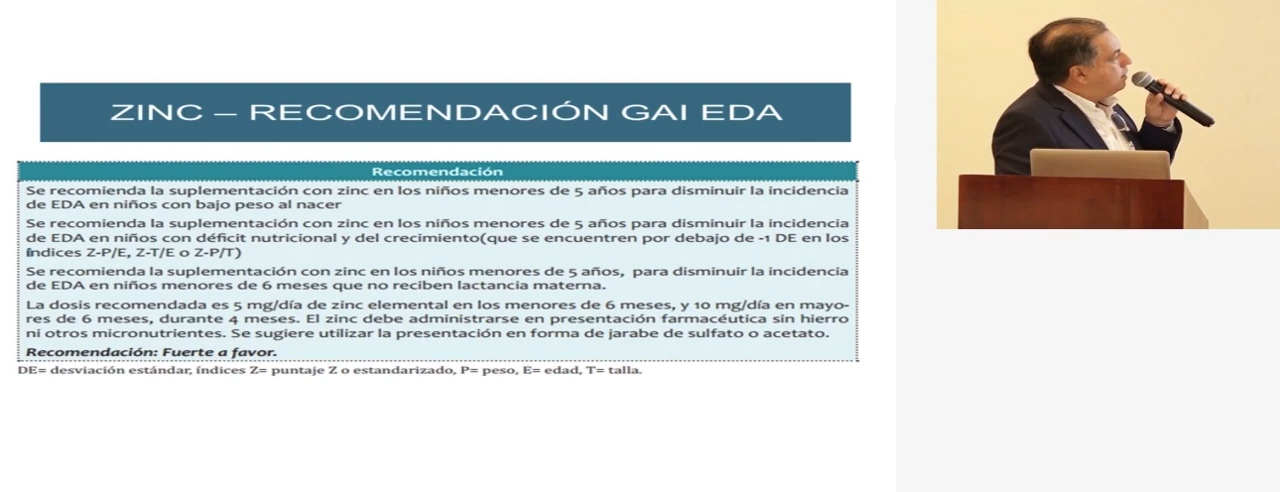 ZINC – RECOMENDACIÓN GAI EDA
Recomendación
Se recomienda la suplementación con zinc en los niños menores de 5 años para disminuir la incidencia
de EDA en niños con bajo peso al nacer
Se recomienda la suplementación con zinc en los niños menores de 5 años para disminuir la incidencia
de EDA en niños con déficit nutricional y del crecimiento(que se encuentren por debajo de -1 DE en los
índices Z-P/E, Z-T/E o Z-P/T)
Se recomienda la suplementación con zinc en los niños menores de 5 años, para disminuir la incidencia
de EDA en niños menores de 6 meses que no reciben lactancia materna.
La dosis recomendada es 5 mg/día de zinc elemental en los menores de 6 meses, y 10 mg/día en mayo-
res de 6 meses, durante 4 meses. El zinc debe administrarse en presentación farmacéutica sin hierro
ni otros micronutrientes. Se sugiere utilizar la presentación en forma de jarabe de sulfato o acetato.
Recomendación: Fuerte a favor.
DE= desviación estándar, índices Z= puntaje Z o estandarizado, P= peso, E= edad, T= talla.